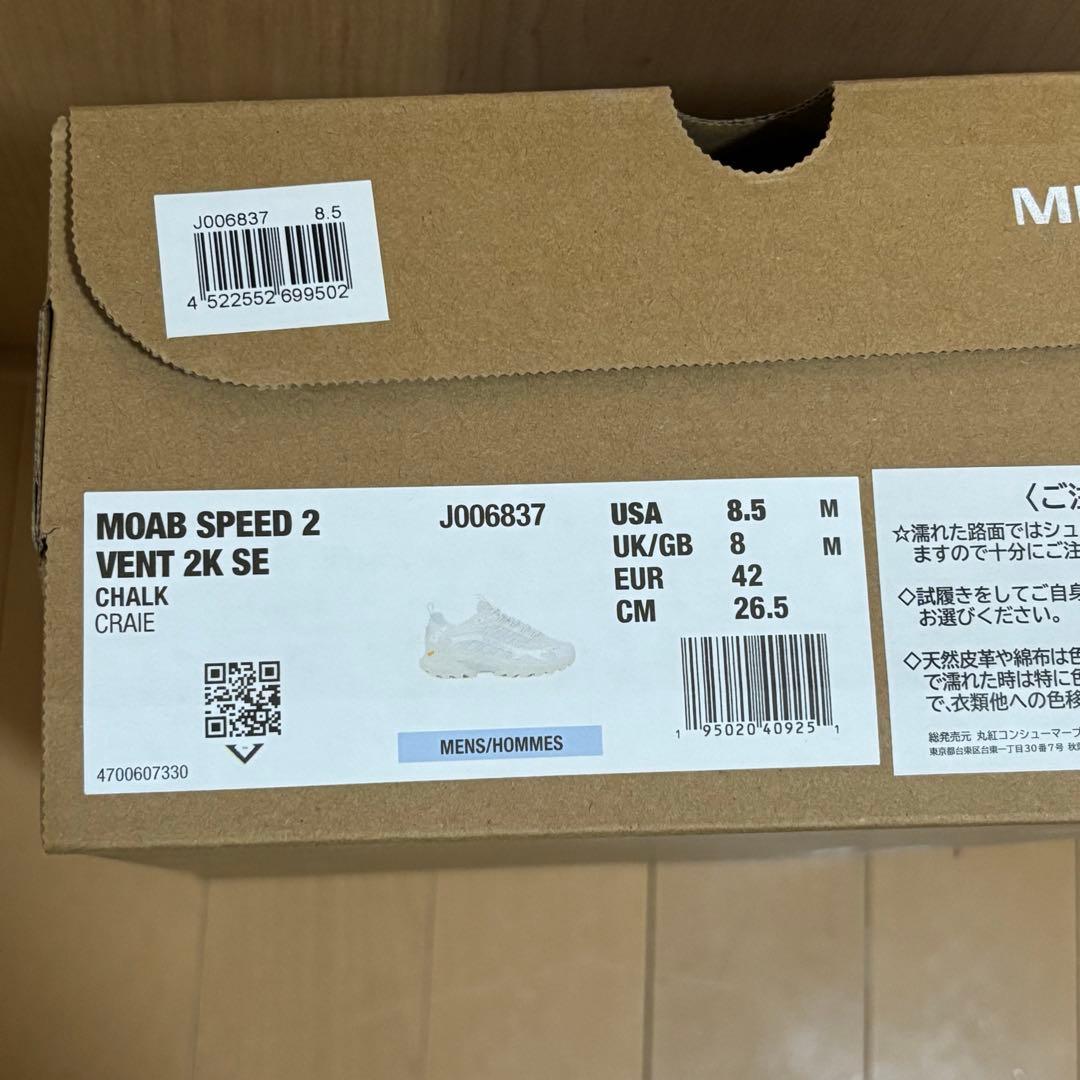 J006837 8.5
4 522552 699502
MOAB SPEED 2
VENT 2K SE
CHALK
CRAIE
4700607330
J006837
MENS/HOMMES
USA 8.5 M
UK/GB 8 M
EUR 42
CM 26.5
1 95020 40925 1
〈ご注
☆濡れた路面ではシュ
ますので十分にご注
◇試履きをしてご自身
お選びください。
◇天然皮革や綿布は色
で濡れた時は特に色
で、衣類他への色移
総発売元 丸紅コンシューマーブ
東京都台東区台東一丁目30番7号 秋